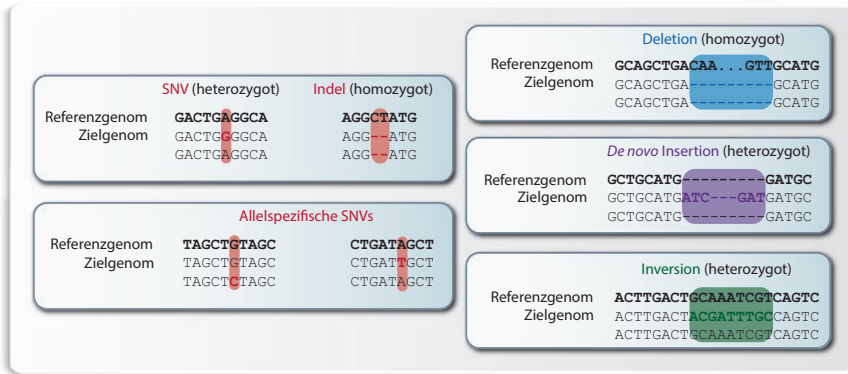 SNV (heterozygot) Indel (homozygot)
Referenzgenom GACTGAGGCA AGGCTATG
Zielgenom GACTGGGGCA AGG--ATG
GACTGAGGCA AGG--ATG
Allelspezifische SNVs
Referenzgenom TAGCTGTAGC CTGATAGCT
Zielgenom TAGCTGTAGC CTGATTGCT
TAGCTCTAGC CTGATAGCT
Deletion (homozygot)
Referenzgenom GCAGCTGACAA...GTTGCATG
Zielgenom GCAGCTGA---------GCATG
GCAGCTGA---------GCATG
De novo Insertion (heterozygot)
Referenzgenom GCTGCATG---------GATGC
Zielgenom GCTGCATGATC---GATGATGC
GCTGCATG---------GATGC
Inversion (heterozygot)
Referenzgenom ACTTGACTGCAAATCGTCAGTC
Zielgenom ACTTGACTACGATTTGCCAGTC
ACTTGACTGCAAATCGTCAGTC